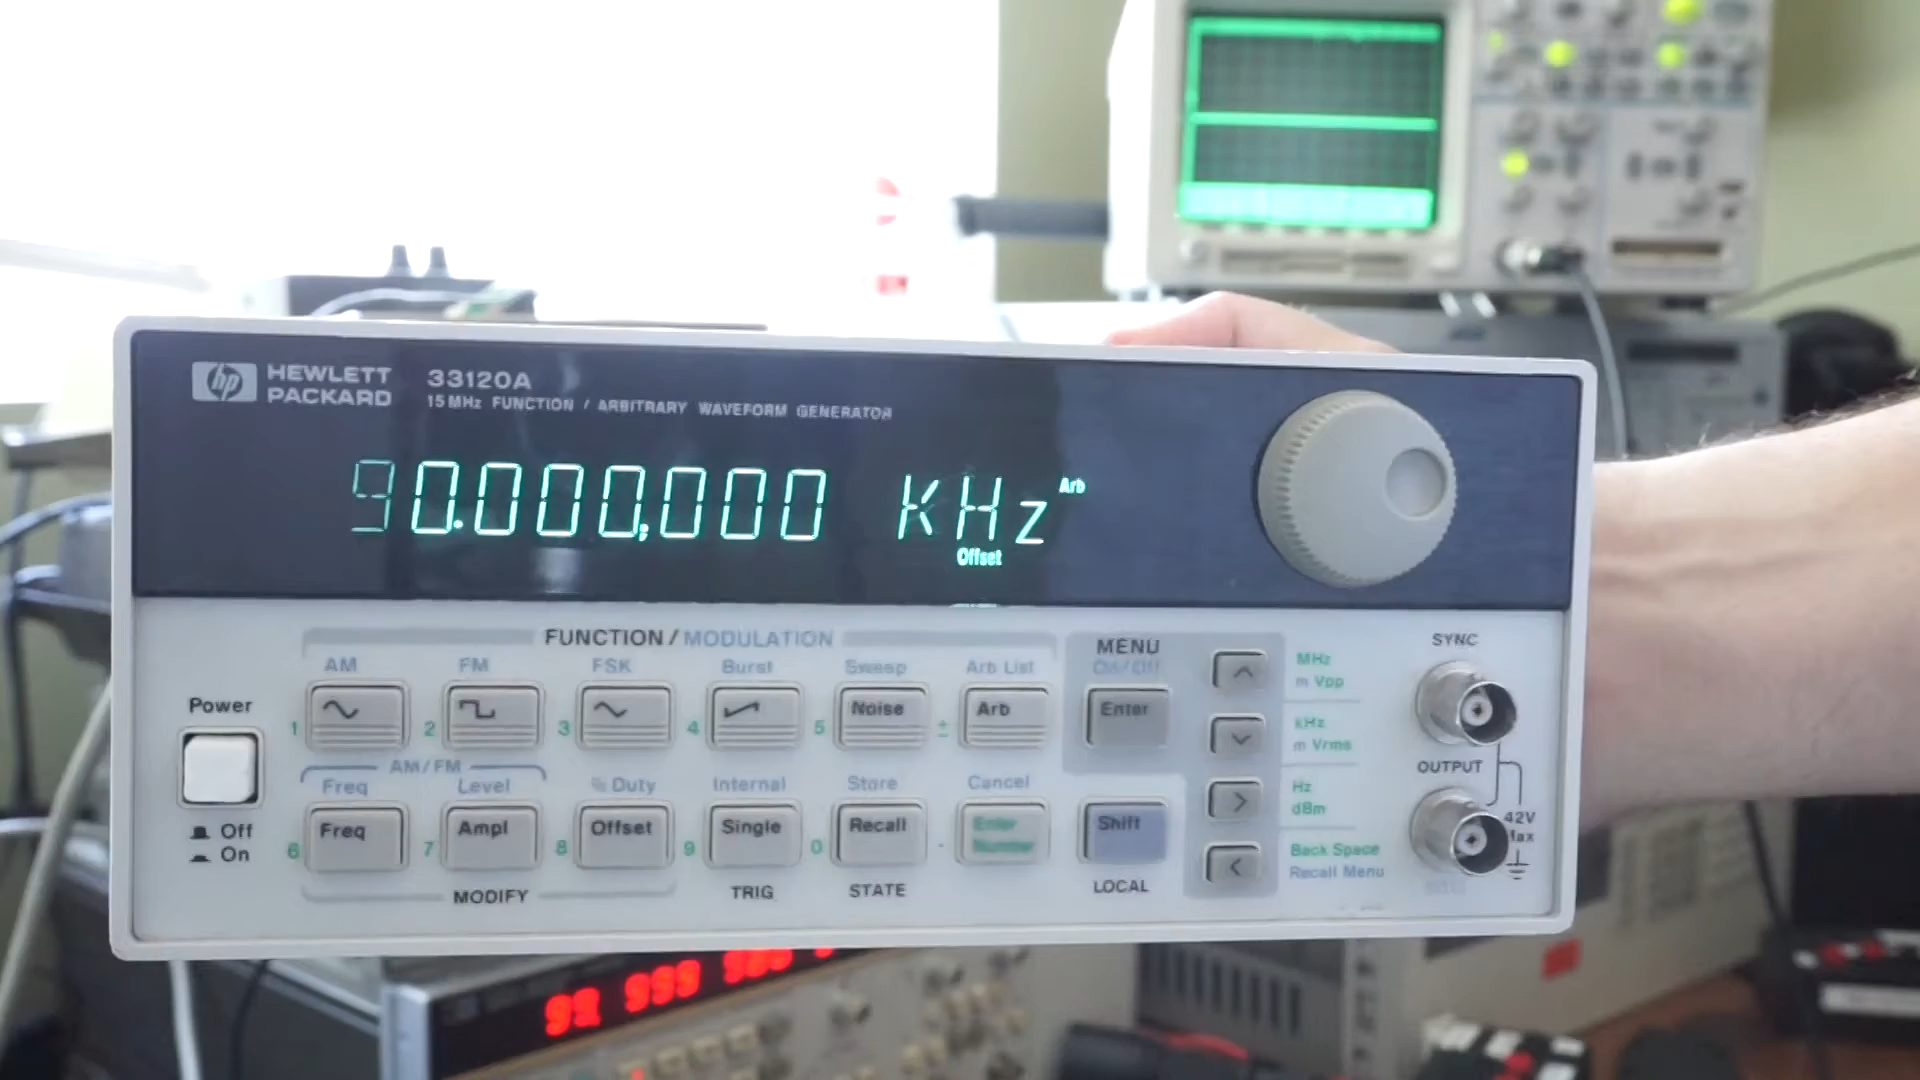 HEWLETT
PACKARD
hp
33120A
15 MHz FUNCTION / ARBITRARY WAVEFORM GENERATOR
90.000,000 KHz
Arb
Offset
FUNCTION / MODULATION
MENU
On/Off
SYNC
AM FM FSK Burst Sweep Arb List
MHz
m Vpp
Power
1 2 3 4 5 Noise ± Arb Enter
kHz
m Vrms
AM/FM
OUTPUT
Freq Level % Duty Internal Store Cancel
Hz
dBm
Off
On
6 Freq 7 Ampl 8 Offset 9 Single 0 Recall . Enter Number Shift
42V
Max
Back Space
Recall Menu
MODIFY TRIG STATE LOCAL
99 999